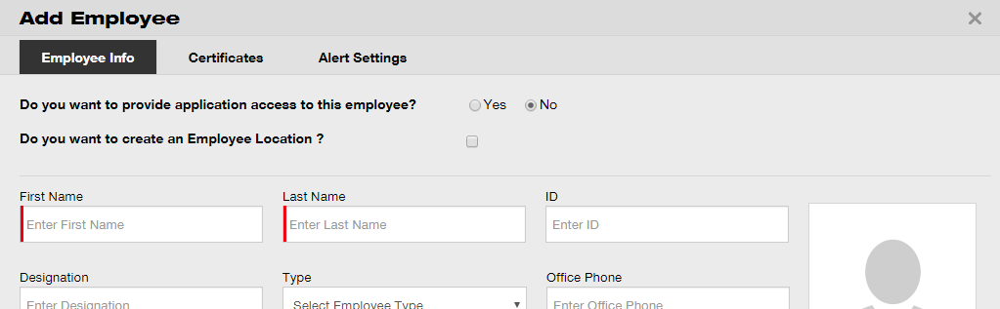 Add Employee
Employee Info Certificates Alert Settings
Do you want to provide application access to this employee? Yes No
Do you want to create an Employee Location ?
First Name Last Name ID
Enter First Name Enter Last Name Enter ID
Designation Type Office Phone
Enter Designation Select Employee Type Enter Office Phone